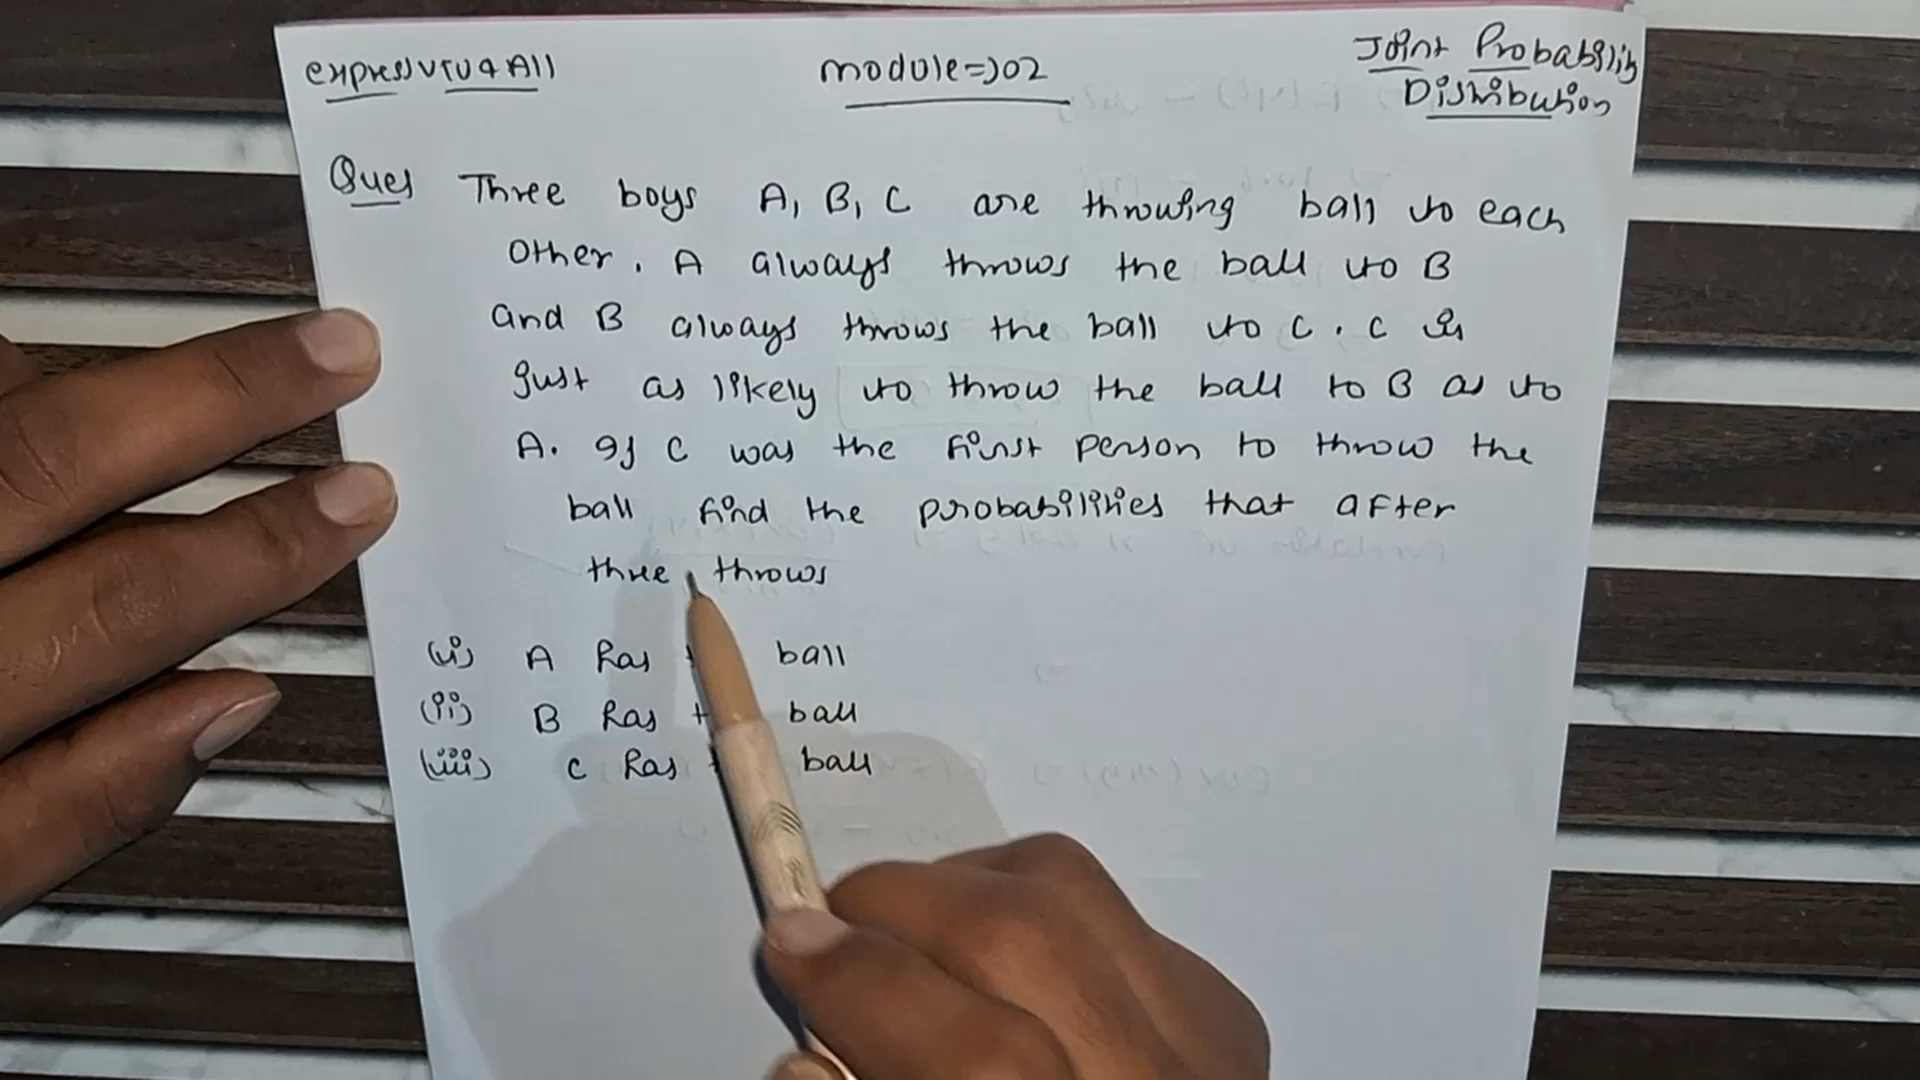 expressvtu4All
module=>02
Joint Probability
Distribution
Ques Three boys A, B, C are throwing ball to each
other. A always throws the ball to B
and B always throws the ball to C. C is
just as likely to throw the ball to B as to
A. If C was the first person to throw the
ball find the probabilities that after
three throws
(i) A has ball
(ii) B has ball
(iii) C has ball